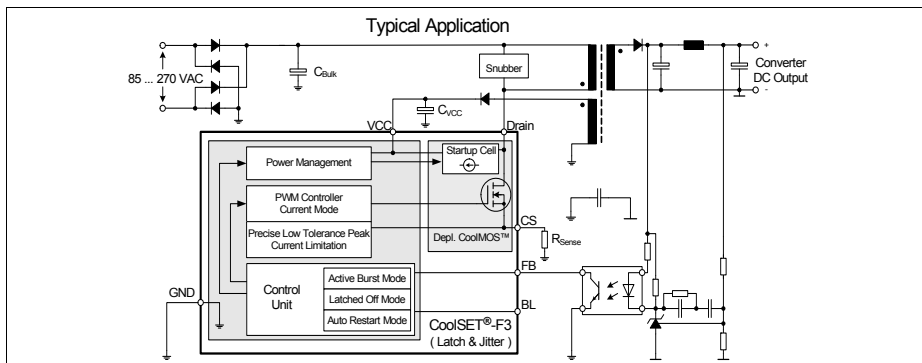 Typical Application
85 ... 270 VAC
CBulk
Snubber
+
Converter
DC Output
-
CVCC
VCC
Drain
Startup Cell
Power Management
PWM Controller
Current Mode
Precise Low Tolerance Peak
Current Limitation
Depl. CoolMOS™
CS
RSense
FB
Control
Unit
Active Burst Mode
Latched Off Mode
Auto Restart Mode
GND
BL
CoolSET®-F3
( Latch & Jitter )